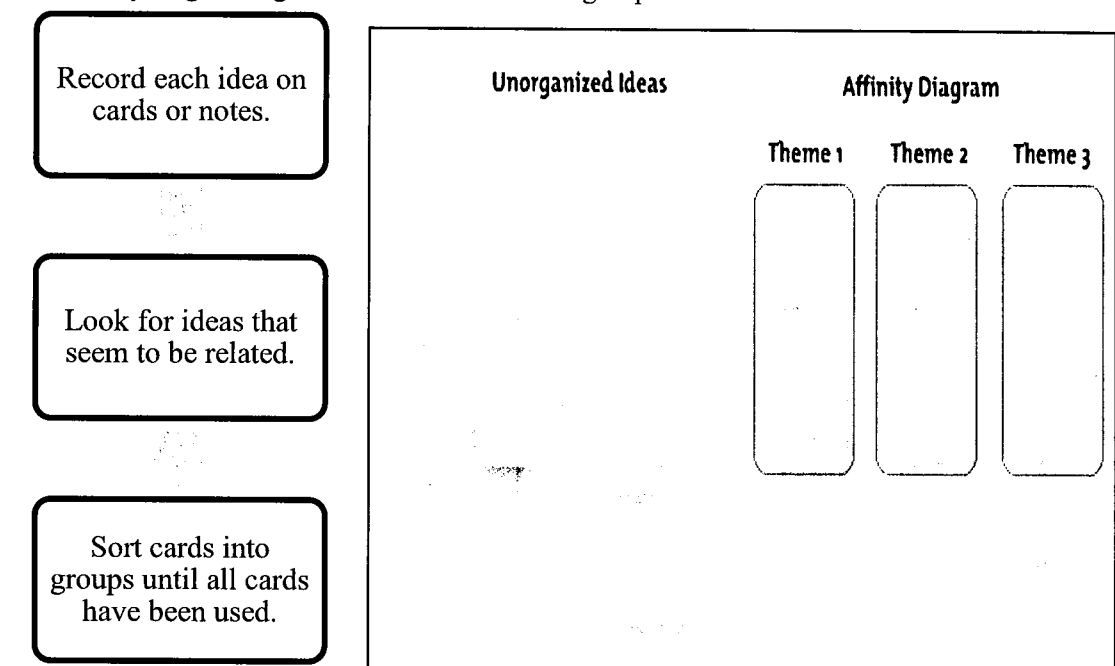 Record each idea on
cards or notes.
Look for ideas that
seem to be related.
Sort cards into
groups until all cards
have been used.
Unorganized Ideas
Affinity Diagram
Theme 1 Theme 2 Theme 3